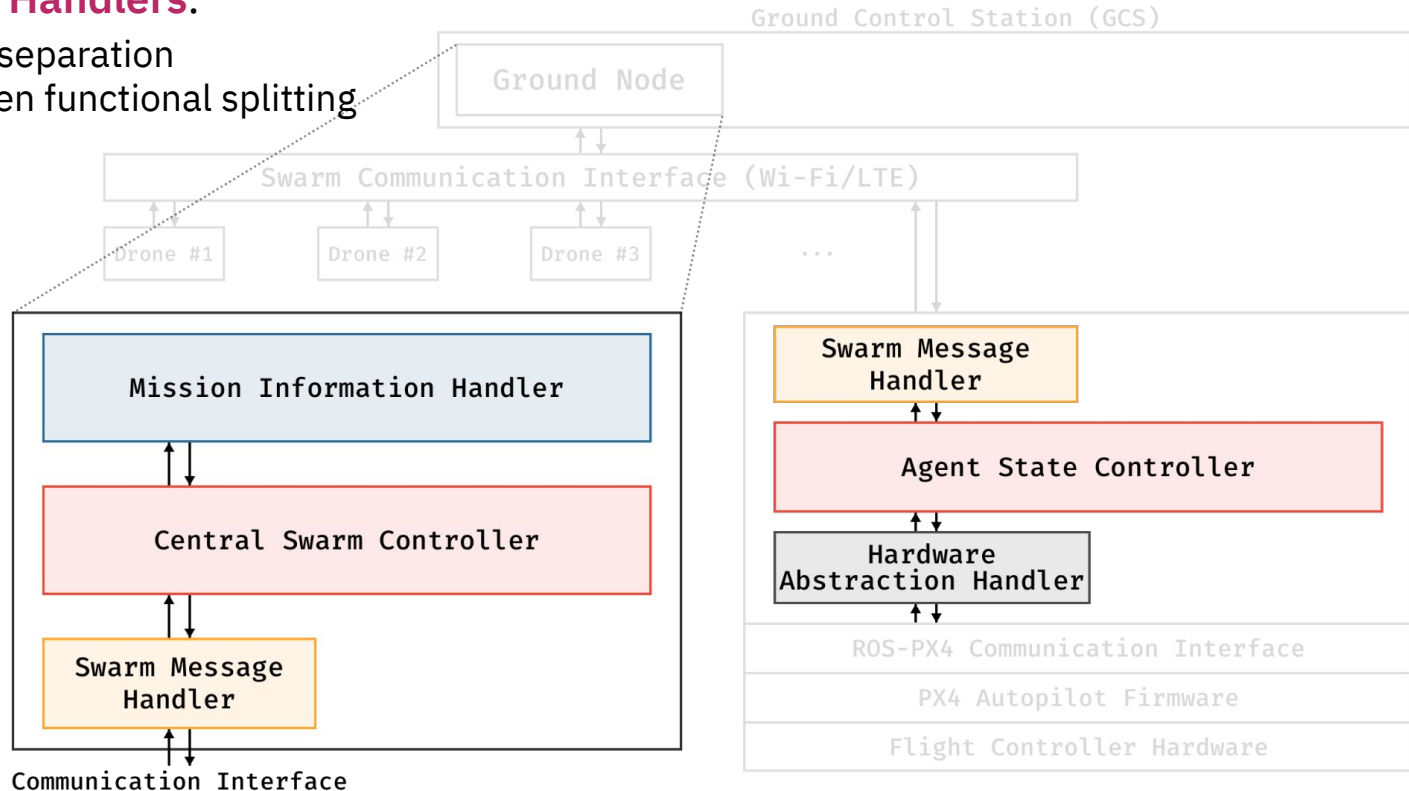 Handlers.
separation
en functional splitting
Ground Control Station (GCS)
Ground Node
Swarm Communication Interface (Wi-Fi/LTE)
Drone #1
Drone #2
Drone #3
...
Mission Information Handler
Central Swarm Controller
Swarm Message
Handler
Communication Interface
Swarm Message
Handler
Agent State Controller
Hardware
Abstraction Handler
ROS-PX4 Communication Interface
PX4 Autopilot Firmware
Flight Controller Hardware